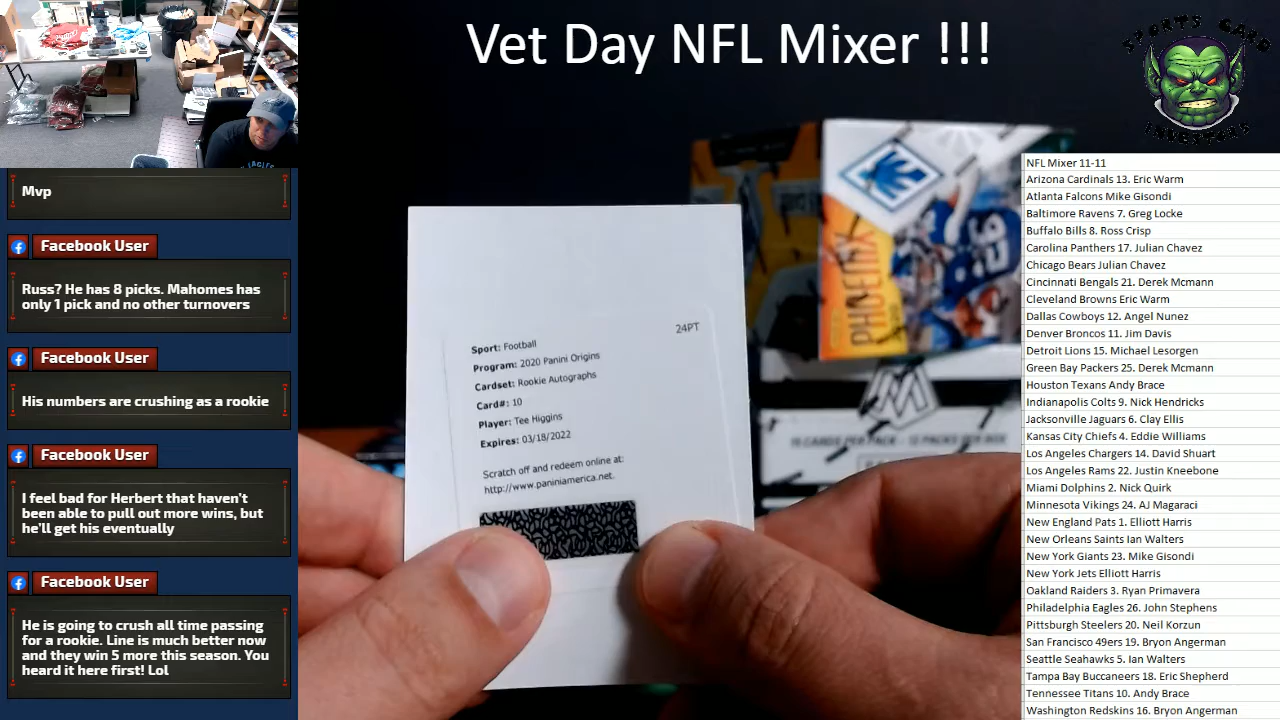 Vet Day NFL Mixer !!!
SPORTS CARD
INVESTORS
Mvp
Facebook User
Russ? He has 8 picks. Mahomes has
only 1 pick and no other turnovers
Facebook User
His numbers are crushing as a rookie
Facebook User
I feel bad for Herbert that haven't
been able to pull out more wins, but
he'll get his eventually
Facebook User
He is going to crush all time passing
for a rookie. Line is much better now
and they win 5 more this season. You
heard it here first! Lol
EAGLES
PHOENIX
24PT
Sport: Football
Program: 2020 Panini Origins
Cardset: Rookie Autographs
Card#: 10
Player: Tee Higgins
Expires: 03/18/2022
Scratch off and redeem online at:
http://www.paniniamerica.net.
NFL Mixer 11-11
Arizona Cardinals 13. Eric Warm
Atlanta Falcons Mike Gisondi
Baltimore Ravens 7. Greg Locke
Buffalo Bills 8. Ross Crisp
Carolina Panthers 17. Julian Chavez
Chicago Bears Julian Chavez
Cincinnati Bengals 21. Derek Mcmann
Cleveland Browns Eric Warm
Dallas Cowboys 12. Angel Nunez
Denver Broncos 11. Jim Davis
Detroit Lions 15. Michael Lesorgen
Green Bay Packers 25. Derek Mcmann
Houston Texans Andy Brace
Indianapolis Colts 9. Nick Hendricks
Jacksonville Jaguars 6. Clay Ellis
Kansas City Chiefs 4. Eddie Williams
Los Angeles Chargers 14. David Shuart
Los Angeles Rams 22. Justin Kneebone
Miami Dolphins 2. Nick Quirk
Minnesota Vikings 24. AJ Magaraci
New England Pats 1. Elliott Harris
New Orleans Saints Ian Walters
New York Giants 23. Mike Gisondi
New York Jets Elliott Harris
Oakland Raiders 3. Ryan Primavera
Philadelphia Eagles 26. John Stephens
Pittsburgh Steelers 20. Neil Korzun
San Francisco 49ers 19. Bryon Angerman
Seattle Seahawks 5. Ian Walters
Tampa Bay Buccaneers 18. Eric Shepherd
Tennessee Titans 10. Andy Brace
Washington Redskins 16. Bryon Angerman